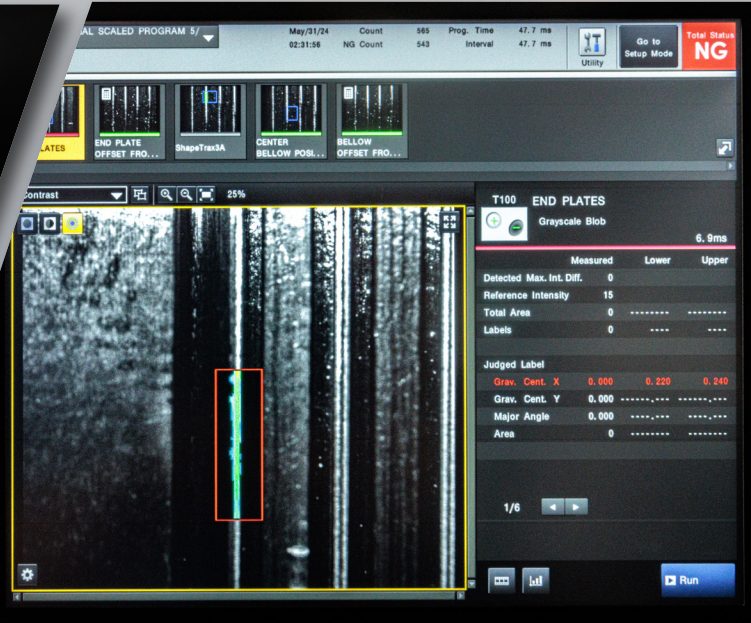 AL SCALED PROGRAM 5/
May/31/24 Count 565 Prog. Time 47.7 ms
02:31:56 NG Count 543 Interval 47.7 ms
Utility
Go to
Setup Mode
Total Status
NG
LATES
END PLATE
OFFSET FRO...
ShapeTrax3A
CENTER
BELLOW POSI...
BELLOW
OFFSET FRO...
ontrast
25%
T100 END PLATES
Grayscale Blob
6.9ms
Measured Lower Upper
Detected Max. Int. Diff. 0
Reference Intensity 15
Total Area 0 -------- --------
Labels 0 ---- ----
Judged Label
Grav. Cent. X 0.000 0.220 0.240
Grav. Cent. Y 0.000 ------.--- ------.---
Major Angle 0.000 ----.--- ----.---
Area 0 -------- --------
1/6
Run